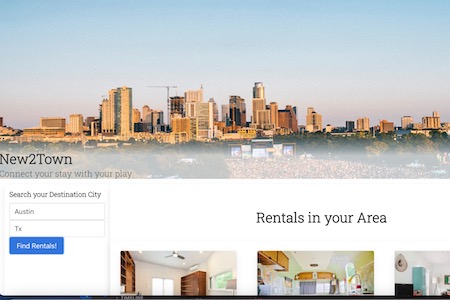 New2Town
Connect your stay with your play
Search your Destination City
Austin
Tx
Find Rentals!
Rentals in your Area
TIMELINE